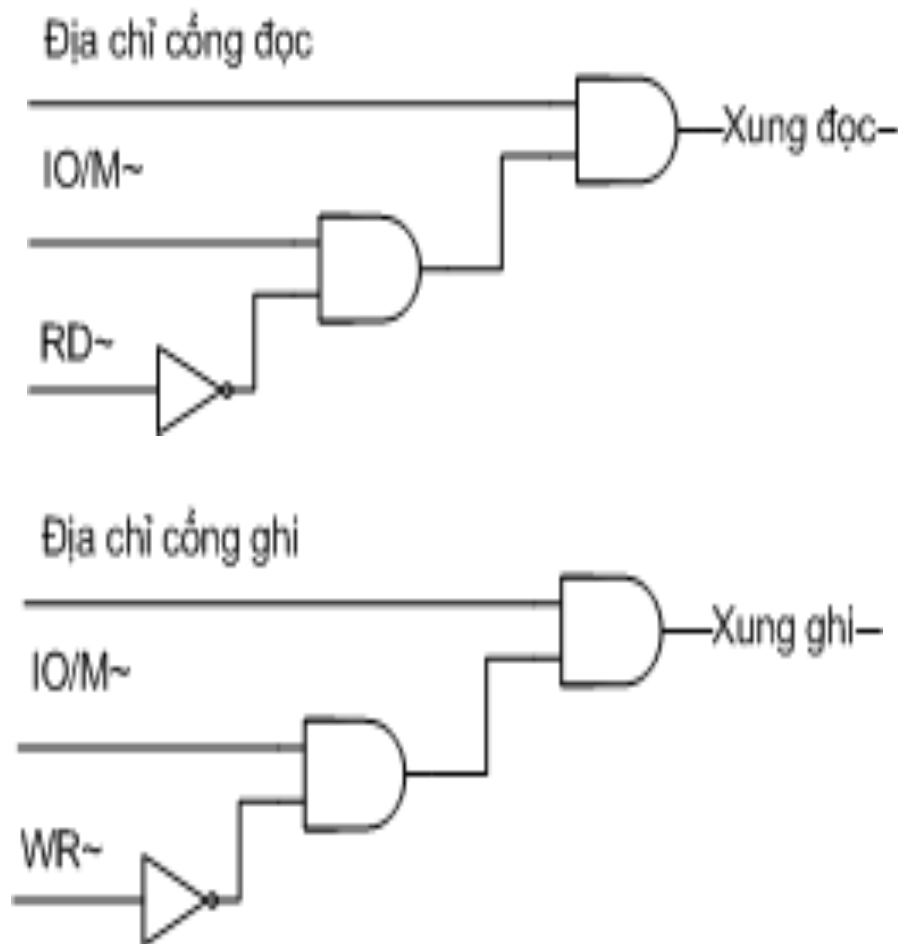 Địa chỉ cổng đọc
Xung đọc
IO/M~
RD~
Địa chỉ cổng ghi
Xung ghi
IO/M~
WR~